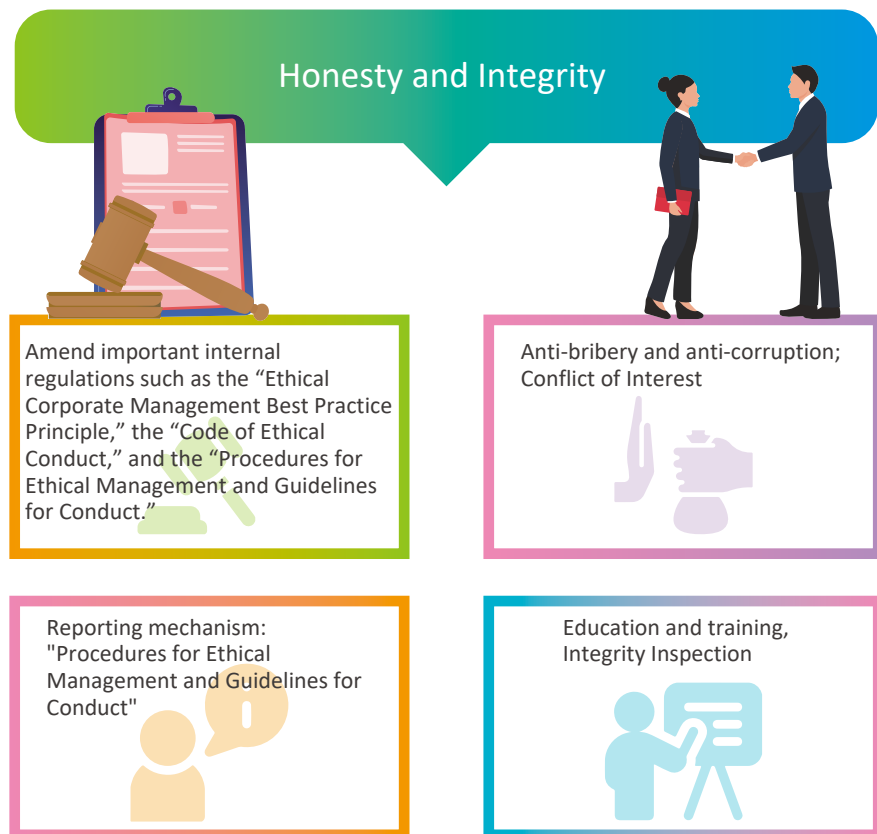 Honesty and Integrity
Amend important internal
regulations such as the “Ethical
Corporate Management Best Practice
Principle,” the “Code of Ethical
Conduct,” and the “Procedures for
Ethical Management and Guidelines
for Conduct.”
Anti-bribery and anti-corruption;
Conflict of Interest
Reporting mechanism:
"Procedures for Ethical
Management and Guidelines for
Conduct"
Education and training,
Integrity Inspection